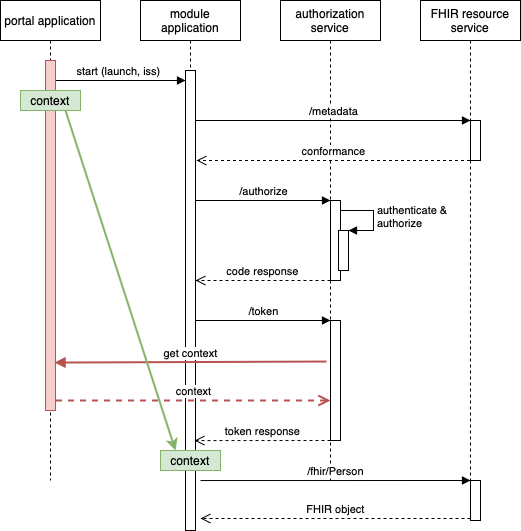 portal application
module
application
authorization
service
FHIR resource
service
start (launch, iss)
context
/metadata
conformance
/authorize
authenticate &
authorize
code response
/token
get context
context
token response
context
/fhir/Person
FHIR object